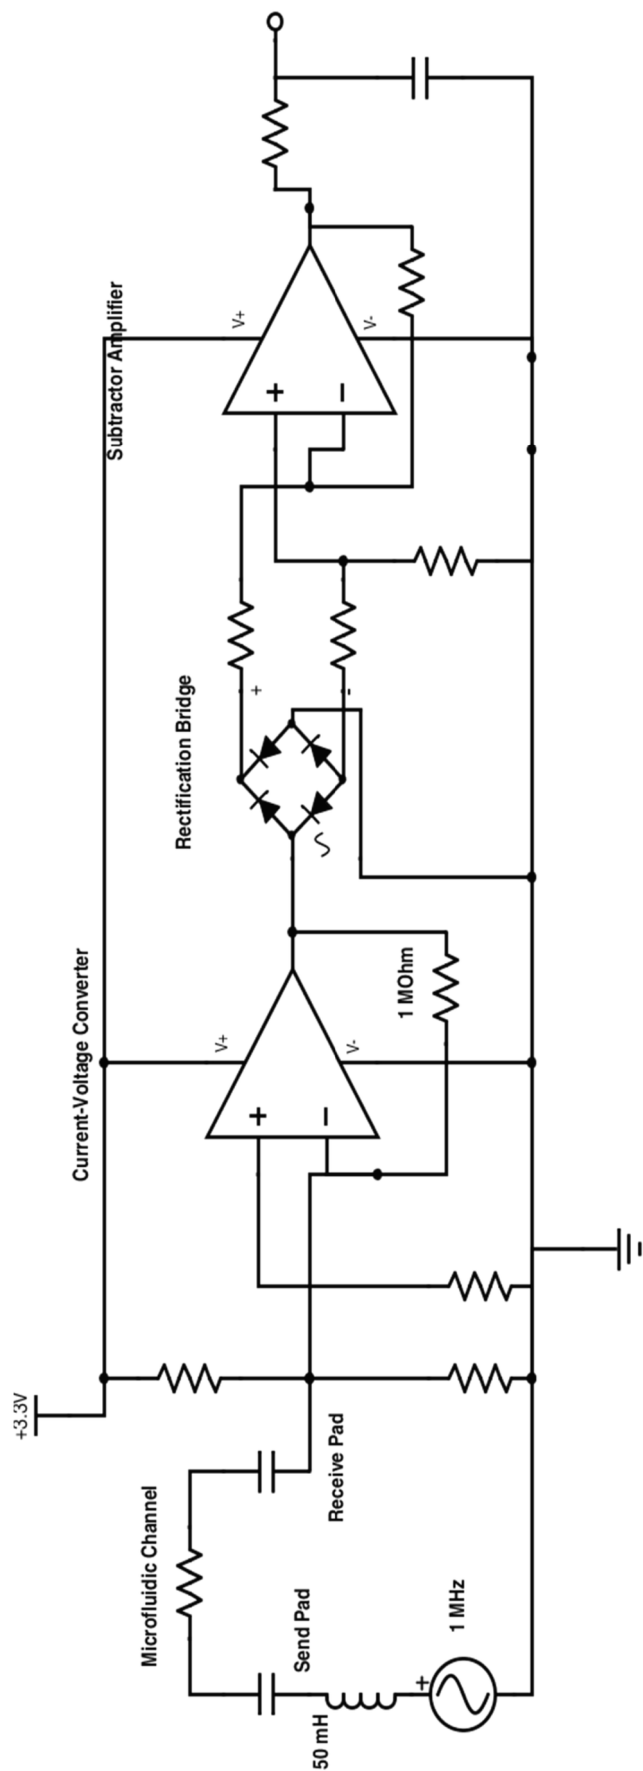 50 mH
+
1 MHz
Send Pad
Microfluidic Channel
Receive Pad
+3.3V
Current-Voltage Converter
+
−
V+
V-
1 MOhm
Rectification Bridge
+
-
Subtractor Amplifier
+
−
V+
V-